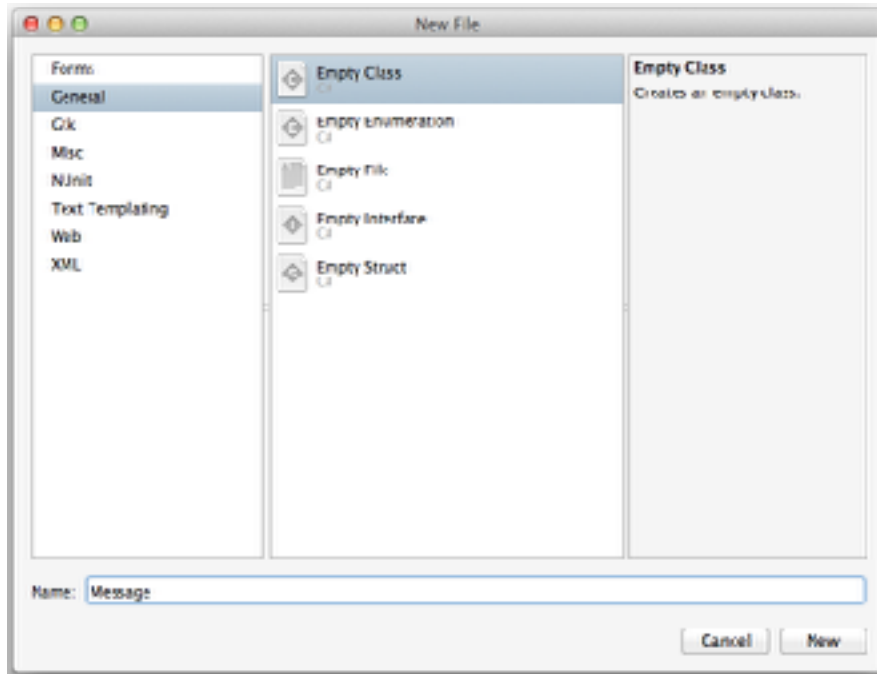 New File
Forms
General
Gtk
Misc
NUnit
Text Templating
Web
XML
Empty Class
C#
Empty Enumeration
C#
Empty File
C#
Empty Interface
C#
Empty Struct
C#
Empty Class
Creates an empty class.
Name: Message
Cancel
New